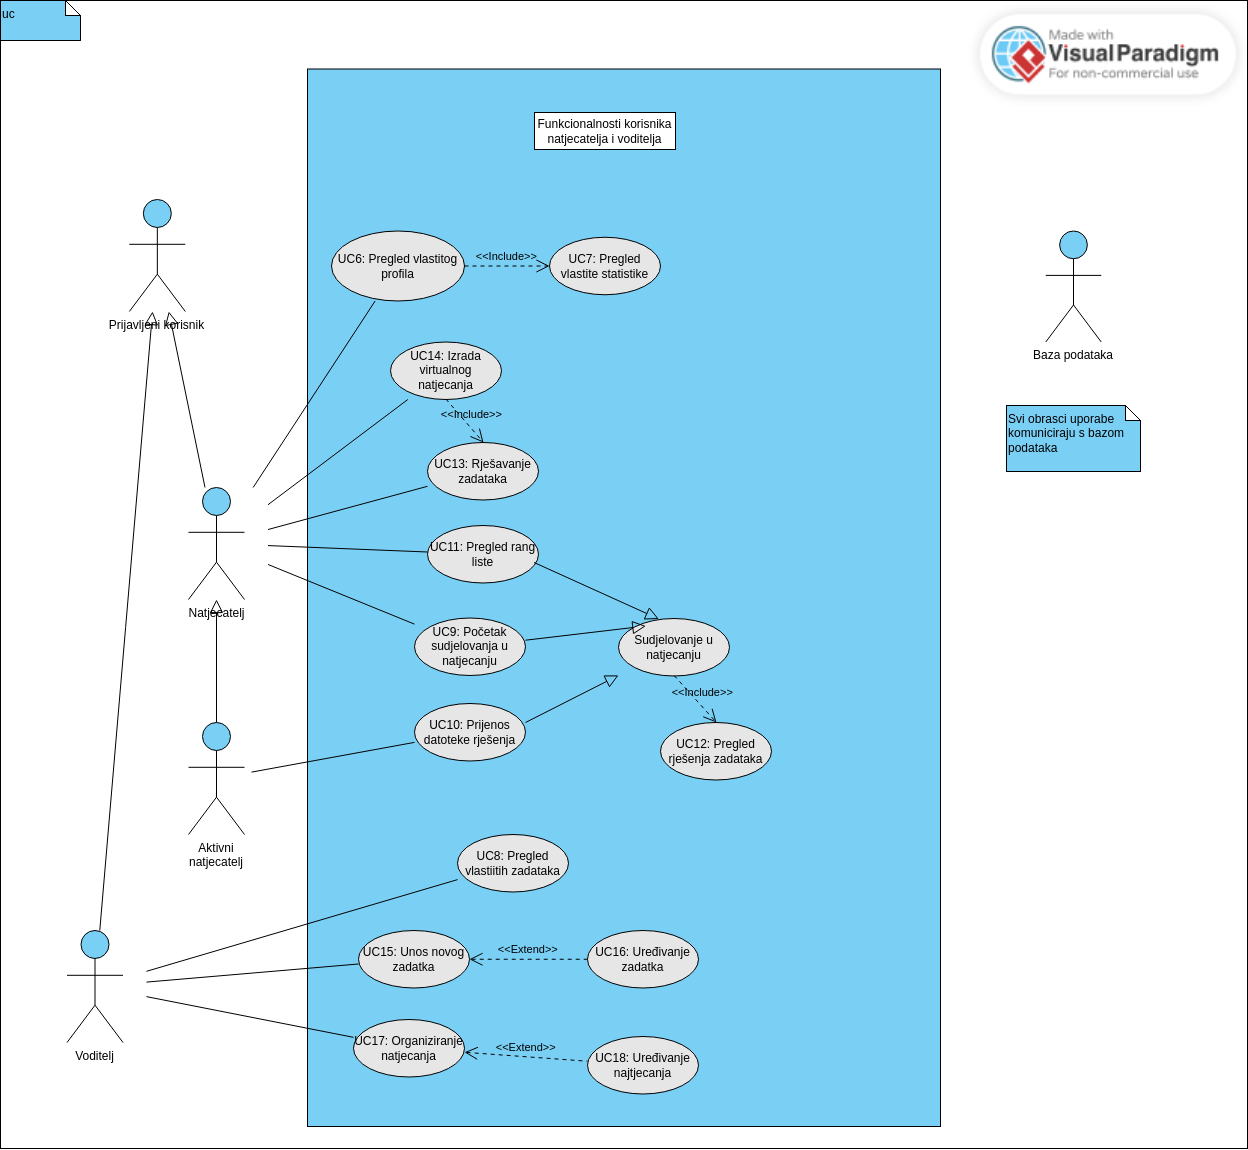 uc
Made with
Visual Paradigm
For non-commercial use
Funkcionalnosti korisnika
natjecatelja i voditelja
Prijavljeni korisnik
UC6: Pregled vlastitog
profila
<<Include>>
UC7: Pregled
vlastite statistike
Baza podataka
UC14: Izrada
virtualnog
natjecanja
<<Include>>
Svi obrasci uporabe
komuniciraju s bazom
podataka
UC13: Rješavanje
zadataka
Natjecatelj
UC11: Pregled rang
liste
UC9: Početak
sudjelovanja u
natjecanju
Sudjelovanje u
natjecanju
<<Include>>
UC10: Prijenos
datoteke rješenja
UC12: Pregled
rješenja zadataka
Aktivni
natjecatelj
UC8: Pregled
vlastiitih zadataka
UC15: Unos novog
zadatka
<<Extend>>
UC16: Uređivanje
zadatka
Voditelj
UC17: Organiziranje
natjecanja
<<Extend>>
UC18: Uređivanje
najtjecanja